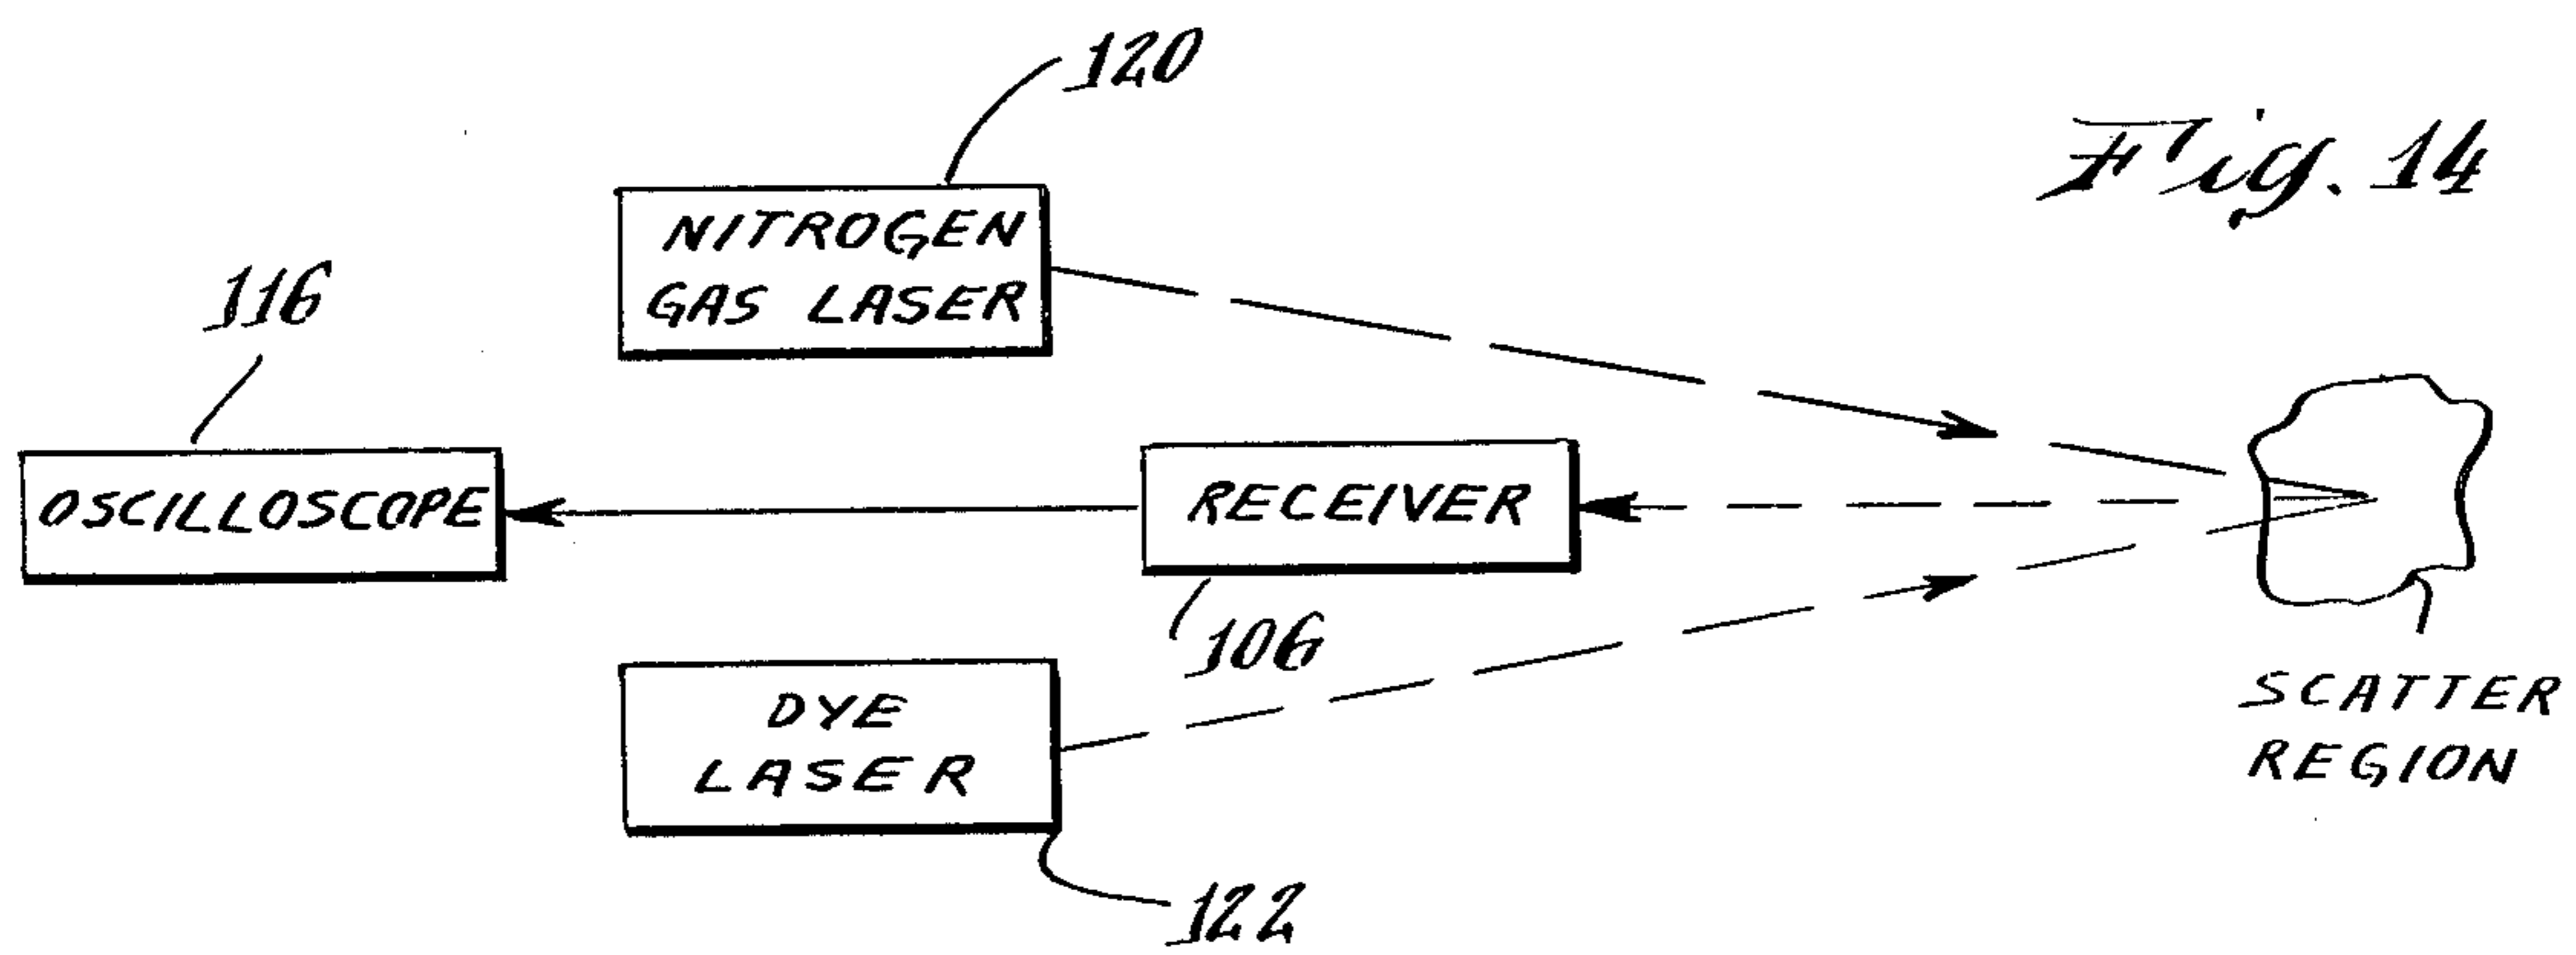 120
Fig. 14
NITROGEN
GAS LASER
116
OSCILLOSCOPE
RECEIVER
106
DYE
LASER
SCATTER
REGION
122